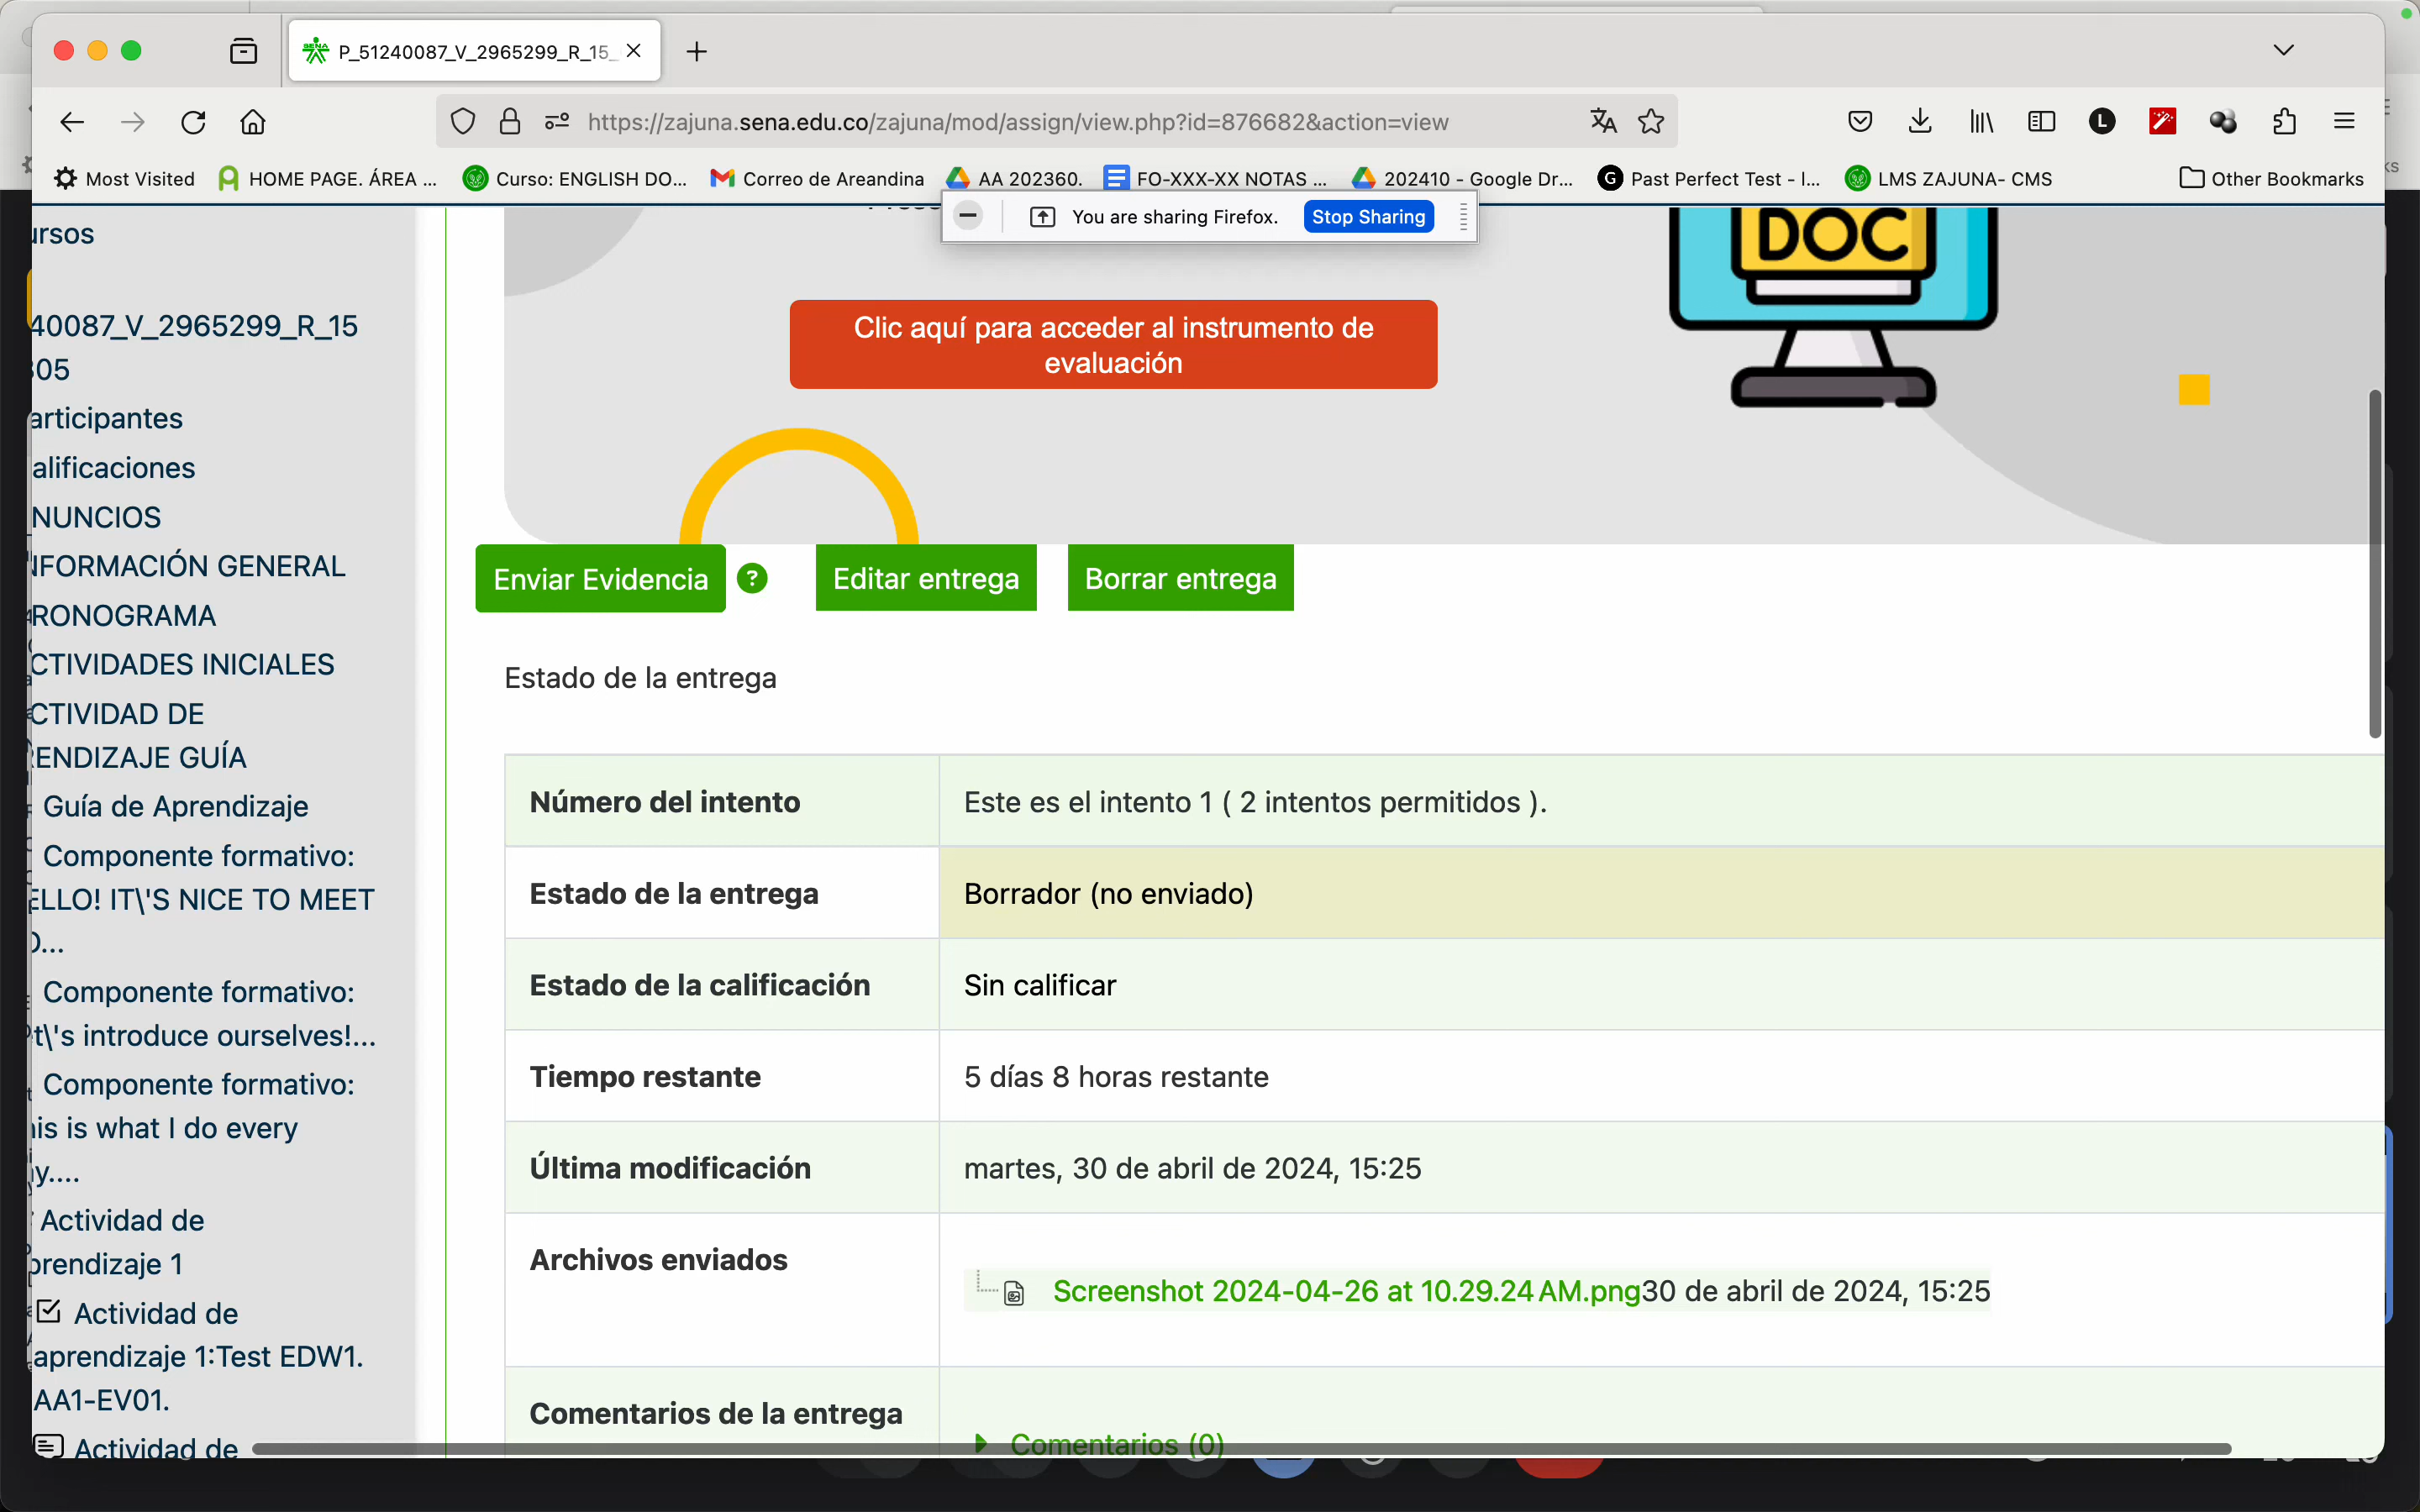 P_51240087_V_2965299_R_15_
https://zajuna.sena.edu.co/zajuna/mod/assign/view.php?id=876682&action=view
Most Visited
HOME PAGE. ÁREA ...
Curso: ENGLISH DO...
Correo de Areandina
AA 202360.
FO-XXX-XX NOTAS ...
202410 - Google Dr...
Past Perfect Test - I...
LMS ZAJUNA- CMS
Other Bookmarks
You are sharing Firefox.
Stop Sharing
ursos
40087_V_2965299_R_15
articipantes
alificaciones
NUNCIOS
NFORMACIÓN GENERAL
RONOGRAMA
CTIVIDADES INICIALES
CTIVIDAD DE
RENDIZAJE GUÍA
Guía de Aprendizaje
Componente formativo:
ELLO! IT\'S NICE TO MEET
O...
Componente formativo:
t\'s introduce ourselves!...
Componente formativo:
his is what I do every
y....
Actividad de
prendizaje 1
Actividad de
aprendizaje 1:Test EDW1.
AA1-EV01.
Actividad de
DOC
Clic aquí para acceder al instrumento de
evaluación
Enviar Evidencia
?
Editar entrega
Borrar entrega
Estado de la entrega
Número del intento
Este es el intento 1 ( 2 intentos permitidos ).
Estado de la entrega
Borrador (no enviado)
Estado de la calificación
Sin calificar
Tiempo restante
5 días 8 horas restante
Última modificación
martes, 30 de abril de 2024, 15:25
Archivos enviados
Screenshot 2024-04-26 at 10.29.24 AM.png30 de abril de 2024, 15:25
Comentarios de la entrega
Comentarios (0)